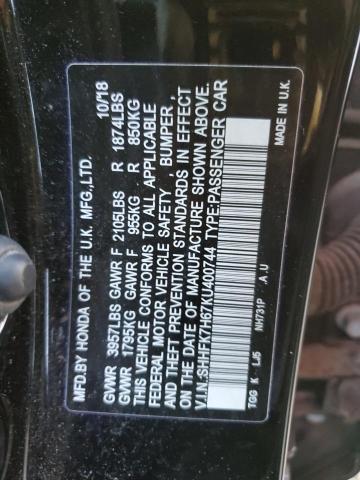 MFD.BY HONDA OF THE U.K. MFG.,LTD. 10/18
GVWR 3957LBS GAWR F 2105LBS R 1874LBS
GVWR 1795KG GAWR F 955KG R 850KG
THIS VEHICLE CONFORMS TO ALL APPLICABLE
FEDERAL MOTOR VEHICLE SAFETY , BUMPER ,
AND THEFT PREVENTION STANDARDS IN EFFECT
ON THE DATE OF MANUFACTURE SHOWN ABOVE.
V.I.N.:SHHFK7H67KU400744 TYPE:PASSENGER CAR
TGG K LJ5 NH731P A.U MADE IN U.K.